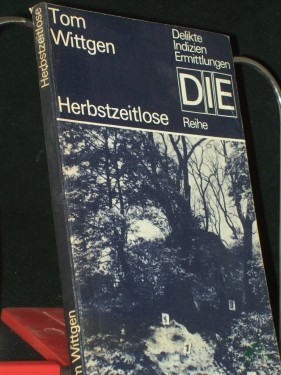 Tom
Wittgen
Delikte
Indizien
Ermittlungen
DIE
Reihe
Herbstzeitlose
Herbstzeitlose
Tom Wittgen